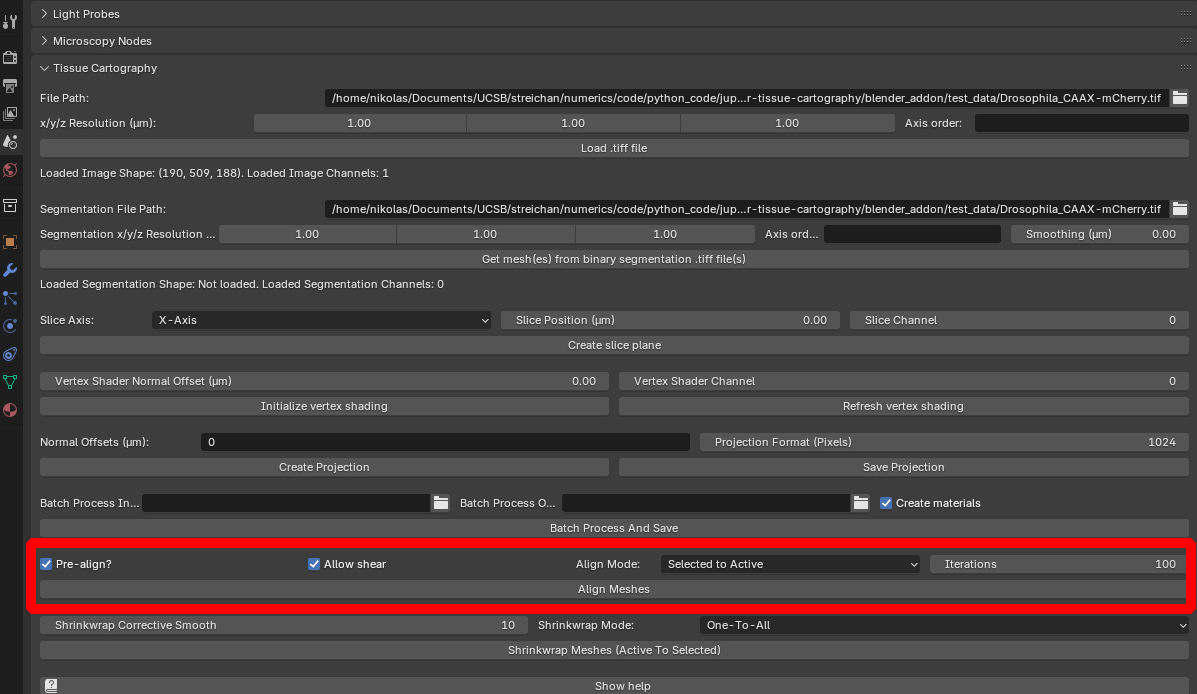 Light Probes
Microscopy Nodes
Tissue Cartography
File Path: /home/nikolas/Documents/UCSB/streichan/numerics/code/python_code/jup...r-tissue-cartography/blender_addon/test_data/Drosophila_CAAX-mCherry.tif
x/y/z Resolution (µm): 1.00 1.00 1.00 Axis order:
Load .tiff file
Loaded Image Shape: (190, 509, 188). Loaded Image Channels: 1
Segmentation File Path: /home/nikolas/Documents/UCSB/streichan/numerics/code/python_code/jup...r-tissue-cartography/blender_addon/test_data/Drosophila_CAAX-mCherry.tif
Segmentation x/y/z Resolution ... 1.00 1.00 1.00 Axis ord... Smoothing (µm) 0.00
Get mesh(es) from binary segmentation .tiff file(s)
Loaded Segmentation Shape: Not loaded. Loaded Segmentation Channels: 0
Slice Axis: X-Axis Slice Position (µm) 0.00 Slice Channel 0
Create slice plane
Vertex Shader Normal Offset (µm) 0.00 Vertex Shader Channel 0
Initialize vertex shading Refresh vertex shading
Normal Offsets (µm): 0 Projection Format (Pixels) 1024
Create Projection Save Projection
Batch Process In... Batch Process O... Create materials
Batch Process And Save
Pre-align? Allow shear Align Mode: Selected to Active Iterations 100
Align Meshes
Shrinkwrap Corrective Smooth 10 Shrinkwrap Mode: One-To-All
Shrinkwrap Meshes (Active To Selected)
Show help